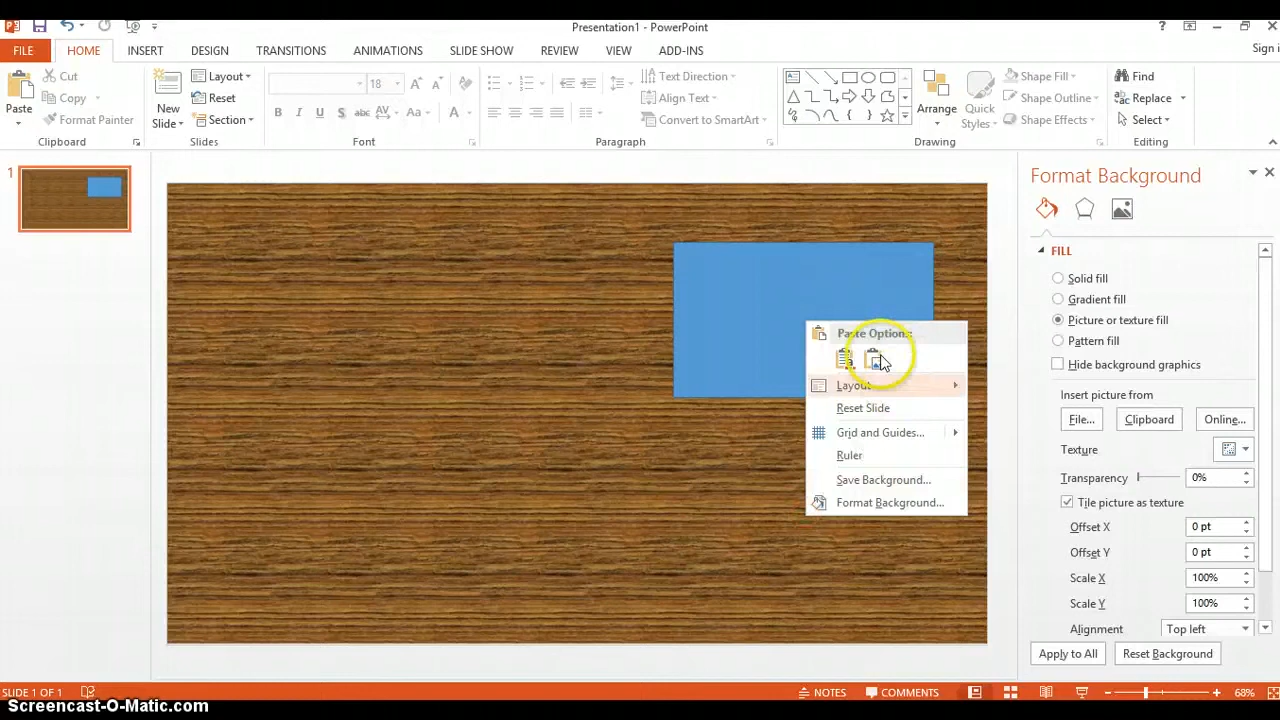 Presentation1 - PowerPoint
?
FILE HOME INSERT DESIGN TRANSITIONS ANIMATIONS SLIDE SHOW REVIEW VIEW ADD-INS Sign i
Paste
Cut
Copy
Format Painter
Clipboard
New
Slide
Layout
Reset
Section
Slides
18
B I U S abc AV Aa A
Font
Text Direction
Align Text
Convert to SmartArt
Paragraph
Arrange
Quick
Styles
Shape Fill
Shape Outline
Shape Effects
Drawing
Find
Replace
Select
Editing
1
Paste Options:
Layout
Reset Slide
Grid and Guides...
Ruler
Save Background...
Format Background...
Format Background
FILL
Solid fill
Gradient fill
Picture or texture fill
Pattern fill
Hide background graphics
Insert picture from
File... Clipboard Online...
Texture
Transparency 0%
Tile picture as texture
Offset X 0 pt
Offset Y 0 pt
Scale X 100%
Scale Y 100%
Alignment Top left
Apply to All Reset Background
SLIDE 1 OF 1 NOTES COMMENTS 68%
Screencast-O-Matic.com